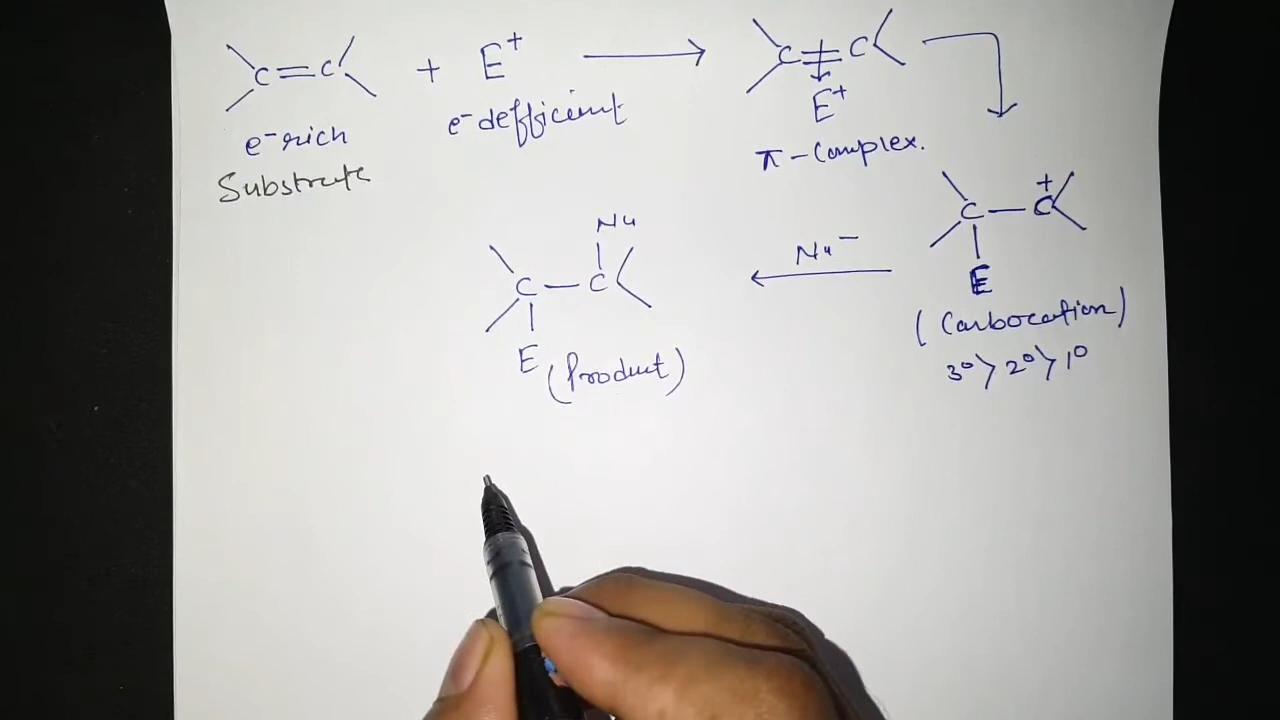 C=C + E⁺ → C=C
e⁻rich e⁻defficient E⁺
Substrate π-Complex.
C—C⁺
E
(Carbocation)
3°>2°>1°
Nu⁻
Nu
C—C
E (Product)